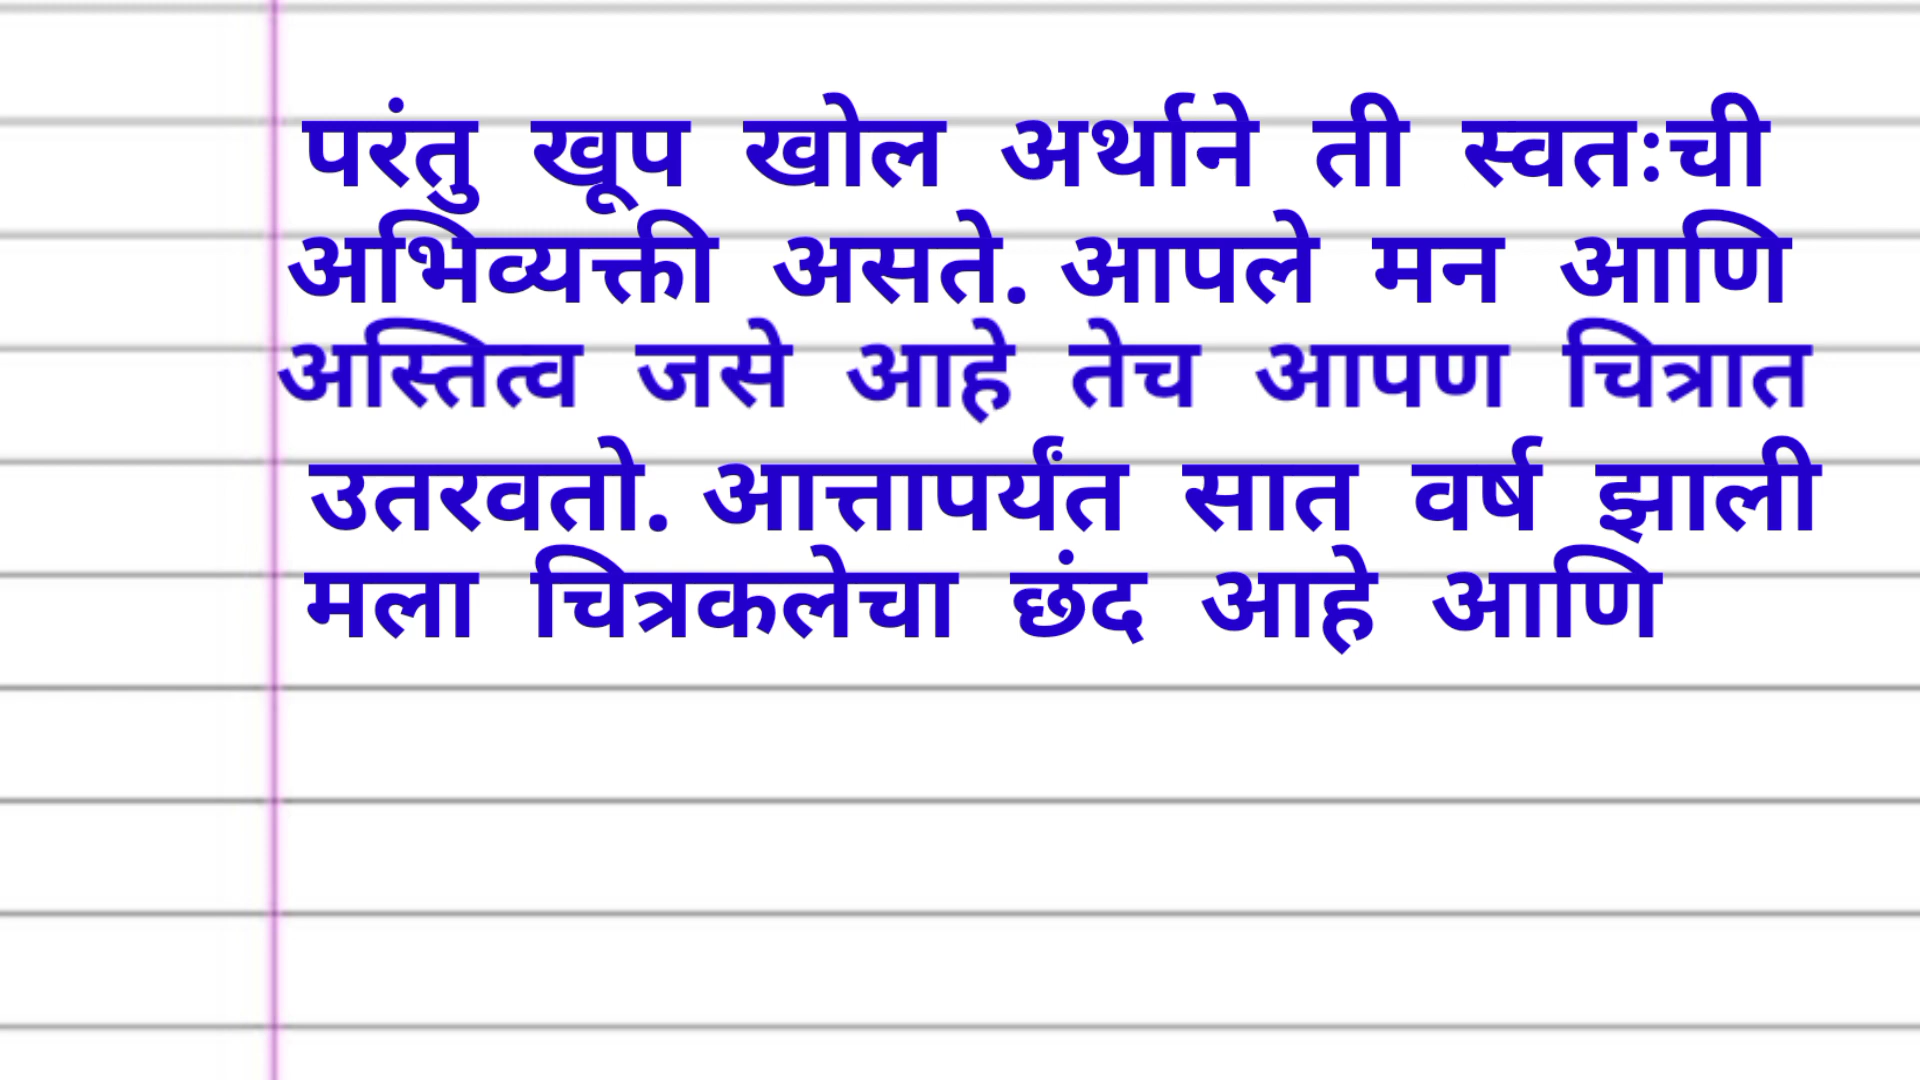 परंतु खूप खोल अर्थाने ती स्वतःची
अभिव्यक्ती असते. आपले मन आणि
अस्तित्व जसे आहे तेच आपण चित्रात
उतरवतो. आत्तापर्यंत सात वर्ष झाली
मला चित्रकलेचा छंद आहे आणि